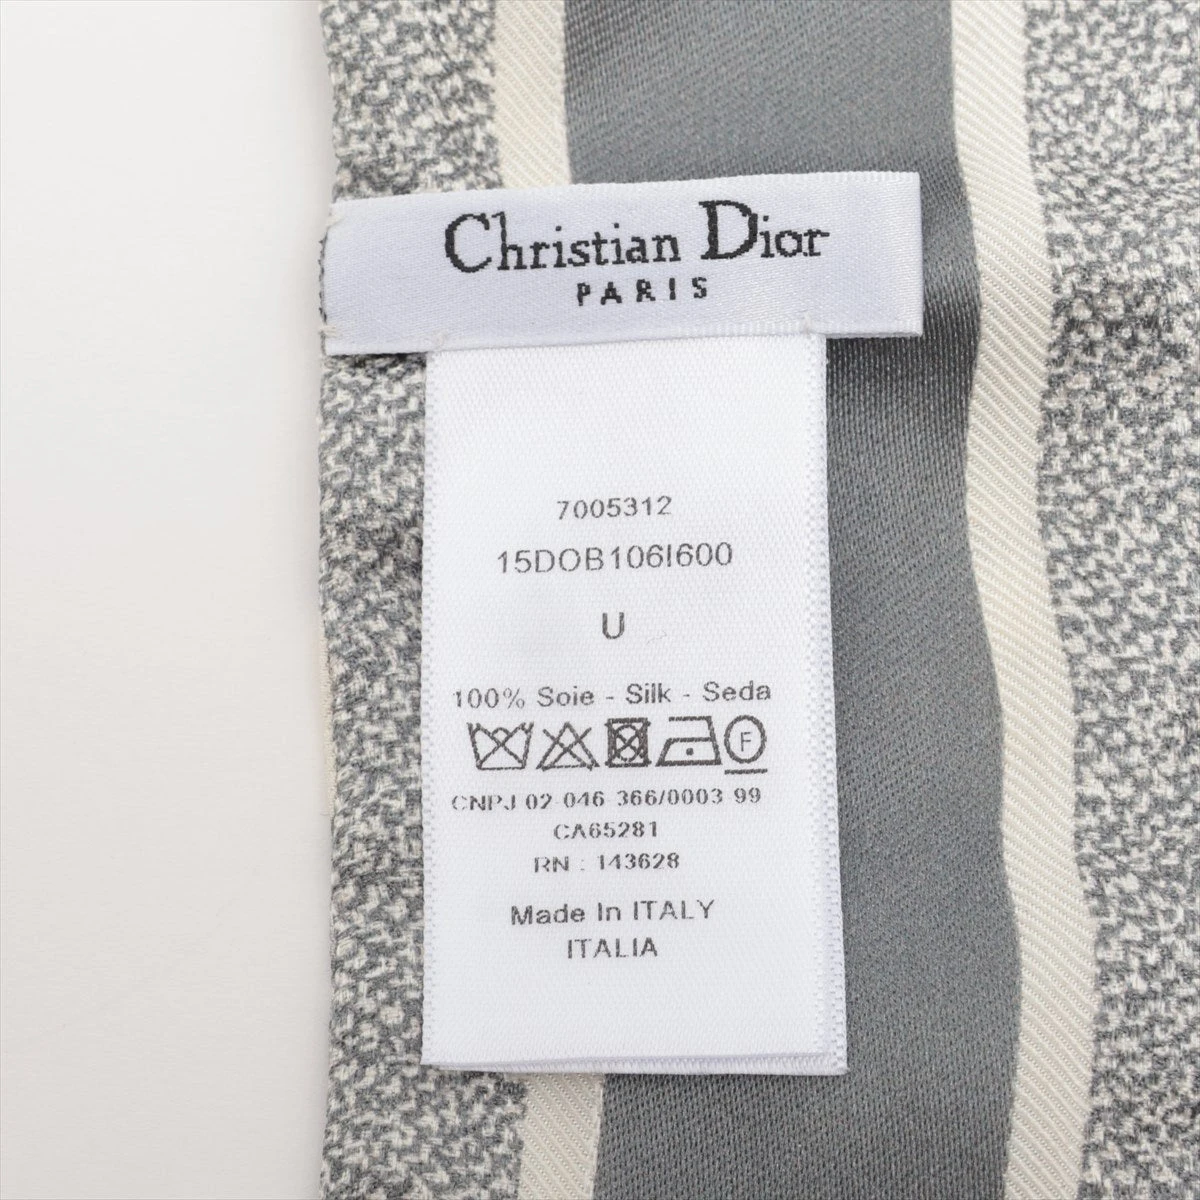 Christian Dior
PARIS
7005312
15DOB106I600
U
100% Soie - Silk - Seda
F
CNPJ 02 046 366/0003 99
CA65281
RN : 143628
Made In ITALY
ITALIA